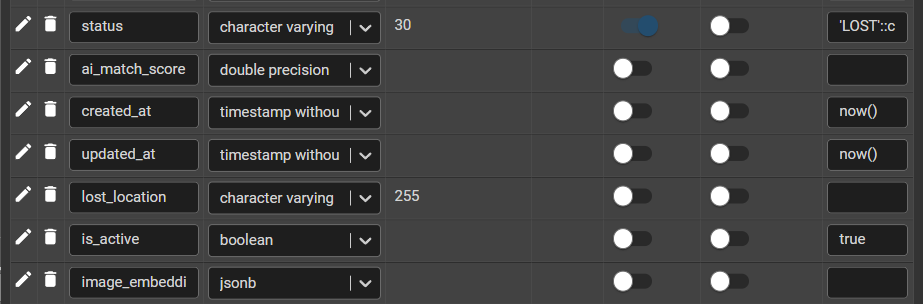 status character varying 30 'LOST'::c
ai_match_score double precision
created_at timestamp withou now()
updated_at timestamp withou now()
lost_location character varying 255
is_active boolean true
image_embeddi jsonb